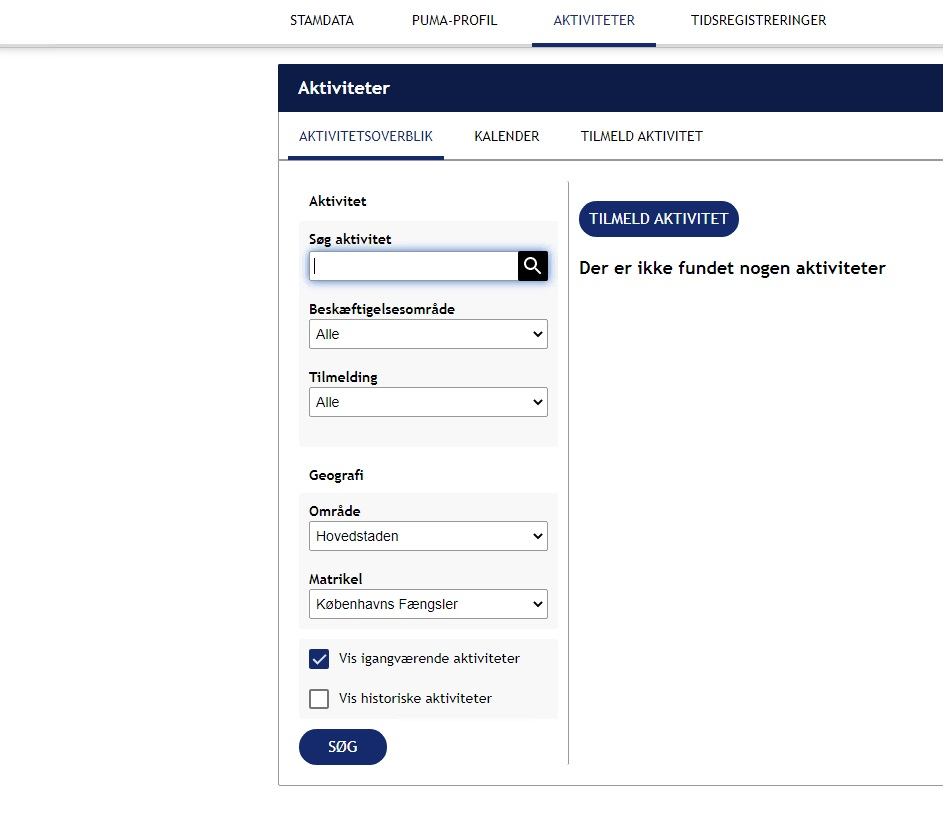 STAMDATA PUMA-PROFIL AKTIVITETER TIDSREGISTRERINGER
Aktiviteter
AKTIVITETSOVERBLIK KALENDER TILMELD AKTIVITET
Aktivitet
Søg aktivitet
Beskæftigelsesområde
Alle
Tilmelding
Alle
Geografi
Område
Hovedstaden
Matrikel
Københavns Fængsler
Vis igangværende aktiviteter
Vis historiske aktiviteter
SØG
TILMELD AKTIVITET
Der er ikke fundet nogen aktiviteter